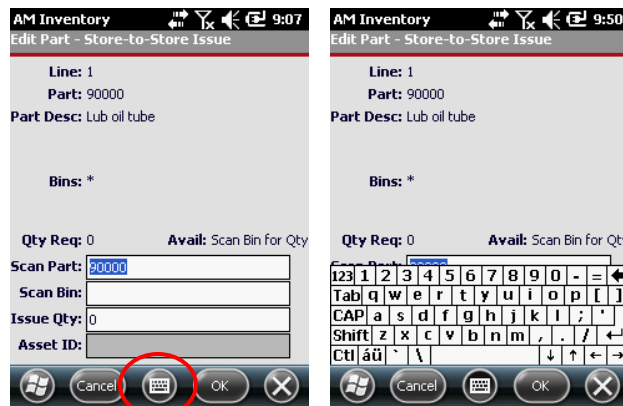 AM Inventory 9:07
Edit Part - Store-to-Store Issue
Line: 1
Part: 90000
Part Desc: Lub oil tube
Bins: *
Qty Req: 0 Avail: Scan Bin for Qty
Scan Part: 90000
Scan Bin:
Issue Qty: 0
Asset ID:
Cancel OK
AM Inventory 9:50
Edit Part - Store-to-Store Issue
Line: 1
Part: 90000
Part Desc: Lub oil tube
Bins: *
Qty Req: 0 Avail: Scan Bin for Qt
Scan Part: 90000
123 1 2 3 4 5 6 7 8 9 0 - =
Tab q w e r t y u i o p [ ]
CAP a s d f g h j k l ; '
Shift z x c v b n m , . /
Ctl áü ` \ ↓ ↑ ← →
Cancel OK